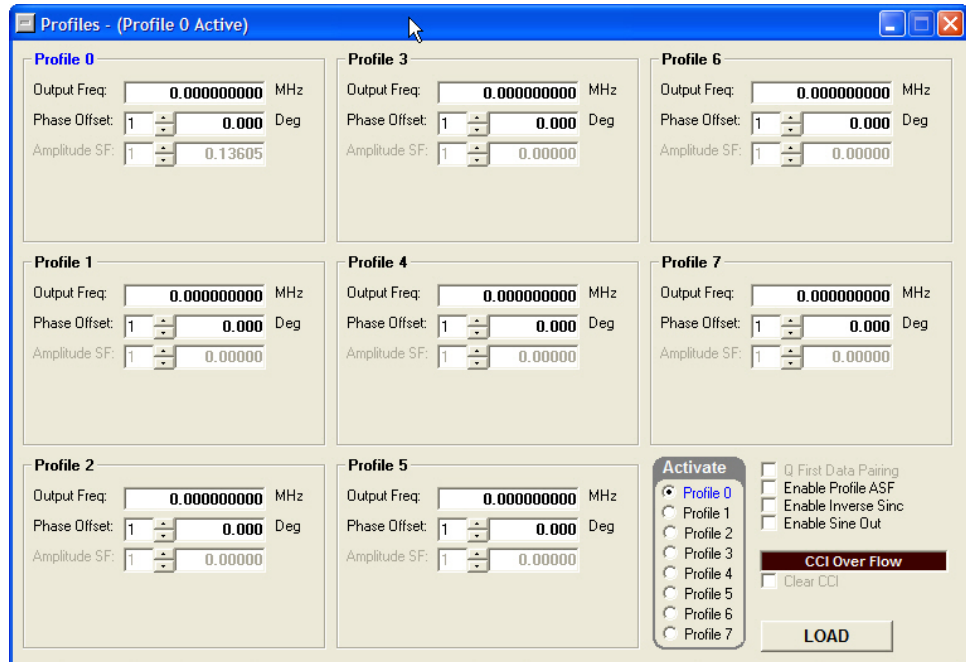 Profiles - (Profile 0 Active)
Profile 0
Output Freq: 0.000000000 MHz
Phase Offset: 1 0.000 Deg
Amplitude SF: 1 0.13605
Profile 3
Output Freq: 0.000000000 MHz
Phase Offset: 1 0.000 Deg
Amplitude SF: 1 0.00000
Profile 6
Output Freq: 0.000000000 MHz
Phase Offset: 1 0.000 Deg
Amplitude SF: 1 0.00000
Profile 1
Output Freq: 0.000000000 MHz
Phase Offset: 1 0.000 Deg
Amplitude SF: 1 0.00000
Profile 4
Output Freq: 0.000000000 MHz
Phase Offset: 1 0.000 Deg
Amplitude SF: 1 0.00000
Profile 7
Output Freq: 0.000000000 MHz
Phase Offset: 1 0.000 Deg
Amplitude SF: 1 0.00000
Profile 2
Output Freq: 0.000000000 MHz
Phase Offset: 1 0.000 Deg
Amplitude SF: 1 0.00000
Profile 5
Output Freq: 0.000000000 MHz
Phase Offset: 1 0.000 Deg
Amplitude SF: 1 0.00000
Activate
Profile 0
Profile 1
Profile 2
Profile 3
Profile 4
Profile 5
Profile 6
Profile 7
Q First Data Pairing
Enable Profile ASF
Enable Inverse Sinc
Enable Sine Out
CCI Over Flow
Clear CCI
LOAD